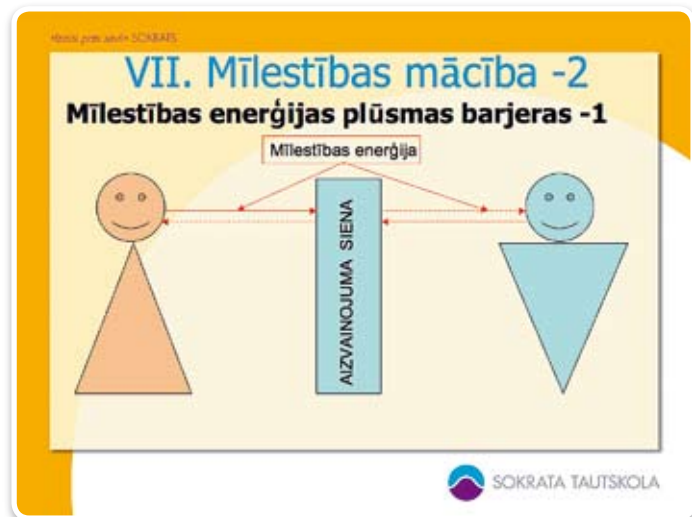 VII. Mīlestības mācība -2
Mīlestības enerģijas plūsmas barjeras -1
Mīlestības enerģija
AIZVAINOJUMA SIENA
SOKRATA TAUTSKOLA